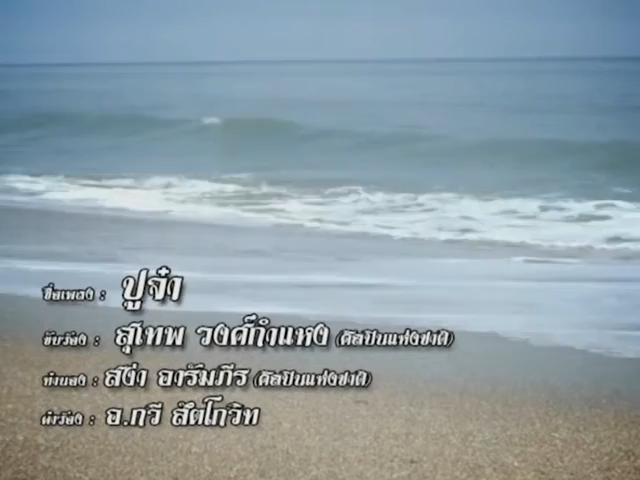 ชื่อเพลง : ปูจ๋า
ขับร้อง : สุเทพ วงศ์กำแหง (ศิลปินแห่งชาติ)
ทำนอง : สง่า อารัมภีร (ศิลปินแห่งชาติ)
คำร้อง : อ.กวี สัตโกวิท